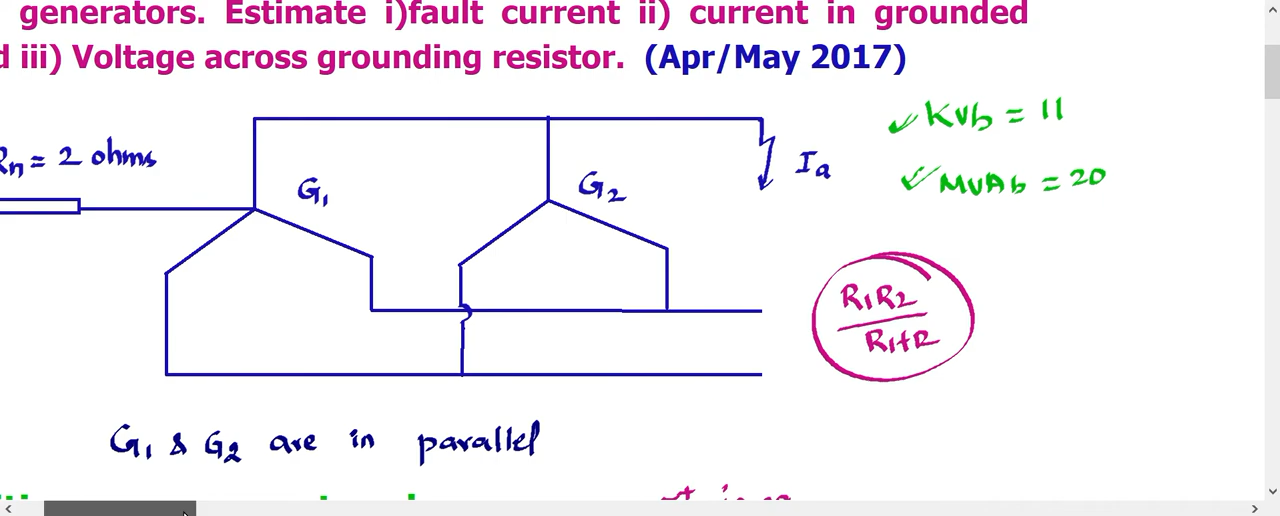 generators. Estimate i)fault current ii) current in grounded
d iii) Voltage across grounding resistor. (Apr/May 2017)
KVb = 11
Rn = 2 ohms
Ia
MVAb = 20
G1
G2
R1R2
R1+R
G1 & G2 are in parallel